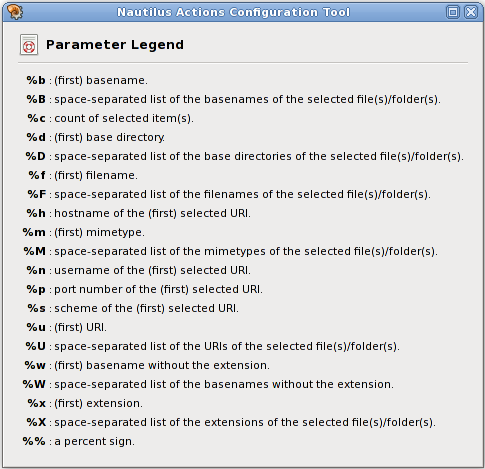 Nautilus Actions Configuration Tool
Parameter Legend
%b : (first) basename.
%B : space-separated list of the basenames of the selected file(s)/folder(s).
%c : count of selected item(s).
%d : (first) base directory.
%D : space-separated list of the base directories of the selected file(s)/folder(s).
%f : (first) filename.
%F : space-separated list of the filenames of the selected file(s)/folder(s).
%h : hostname of the (first) selected URI.
%m : (first) mimetype.
%M : space-separated list of the mimetypes of the selected file(s)/folder(s).
%n : username of the (first) selected URI.
%p : port number of the (first) selected URI.
%s : scheme of the (first) selected URI.
%u : (first) URI.
%U : space-separated list of the URIs of the selected file(s)/folder(s).
%w : (first) basename without the extension.
%W : space-separated list of the basenames without the extension.
%x : (first) extension.
%X : space-separated list of the extensions of the selected file(s)/folder(s).
%% : a percent sign.